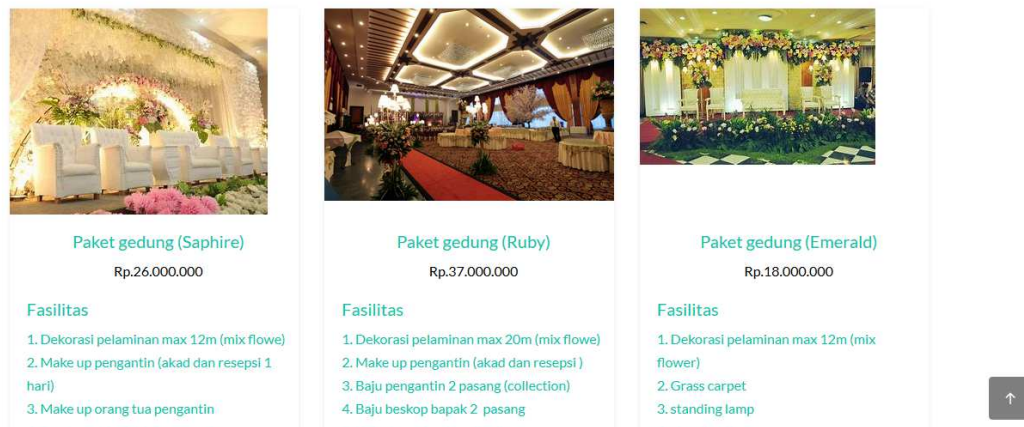 Paket gedung (Saphire)
Rp.26.000.000
Fasilitas
1. Dekorasi pelaminan max 12m (mix flowe)
2. Make up pengantin (akad dan resepsi 1
hari)
3. Make up orang tua pengantin
Paket gedung (Ruby)
Rp.37.000.000
Fasilitas
1. Dekorasi pelaminan max 20m (mix flowe)
2. Make up pengantin (akad dan resepsi )
3. Baju pengantin 2 pasang (collection)
4. Baju beskop bapak 2  pasang
Paket gedung (Emerald)
Rp.18.000.000
Fasilitas
1. Dekorasi pelaminan max 12m (mix
flower)
2. Grass carpet
3. standing lamp